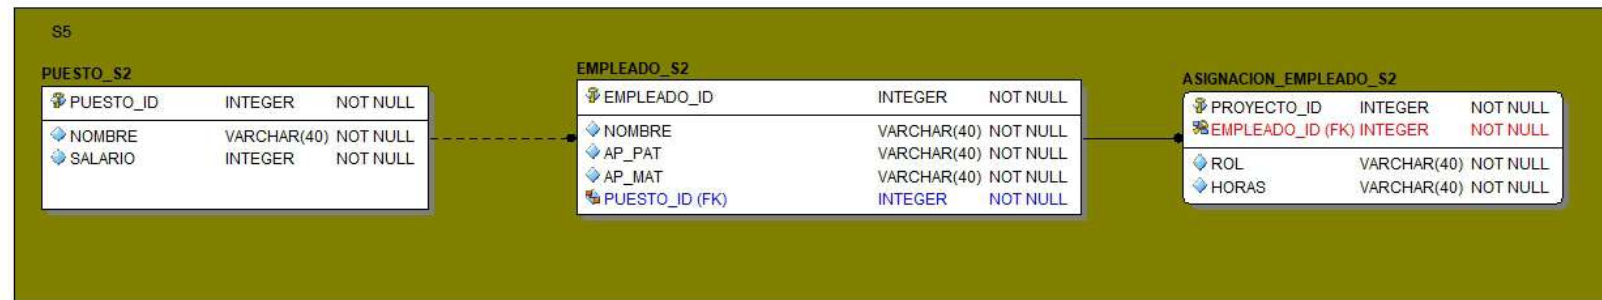 S5
PUESTO_S2
PUESTO_ID INTEGER NOT NULL
NOMBRE VARCHAR(40) NOT NULL
SALARIO INTEGER NOT NULL
EMPLEADO_S2
EMPLEADO_ID INTEGER NOT NULL
NOMBRE VARCHAR(40) NOT NULL
AP_PAT VARCHAR(40) NOT NULL
AP_MAT VARCHAR(40) NOT NULL
PUESTO_ID (FK) INTEGER NOT NULL
ASIGNACION_EMPLEADO_S2
PROYECTO_ID INTEGER NOT NULL
EMPLEADO_ID (FK) INTEGER NOT NULL
ROL VARCHAR(40) NOT NULL
HORAS VARCHAR(40) NOT NULL